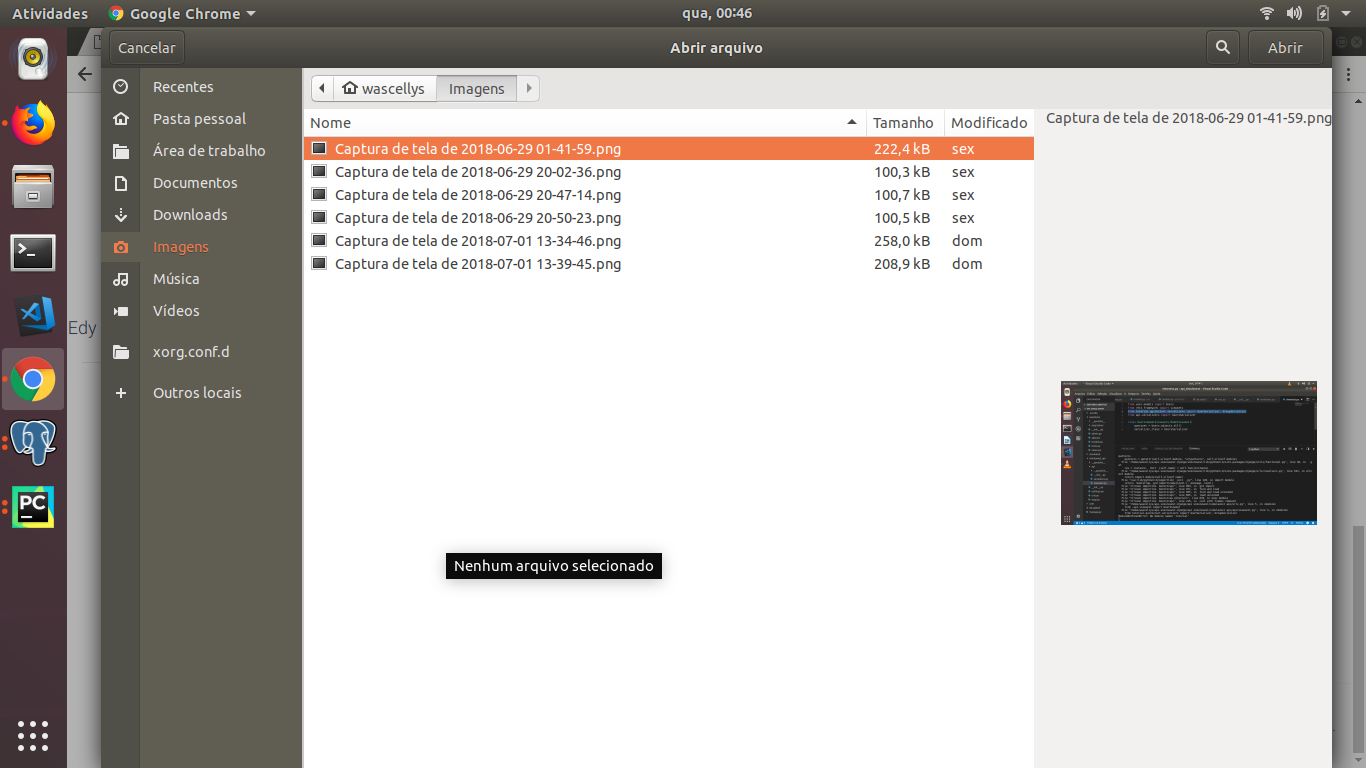 Atividades Google Chrome qua, 00:46
Cancelar Abrir arquivo Abrir
Recentes
Pasta pessoal
Área de trabalho
Documentos
Downloads
Imagens
Música
Vídeos
xorg.conf.d
Outros locais
Edy
wascellys Imagens
Nome Tamanho Modificado
Captura de tela de 2018-06-29 01-41-59.png 222,4 kB sex
Captura de tela de 2018-06-29 20-02-36.png 100,3 kB sex
Captura de tela de 2018-06-29 20-47-14.png 100,7 kB sex
Captura de tela de 2018-06-29 20-50-23.png 100,5 kB sex
Captura de tela de 2018-07-01 13-34-46.png 258,0 kB dom
Captura de tela de 2018-07-01 13-39-45.png 208,9 kB dom
Nenhum arquivo selecionado
Captura de tela de 2018-06-29 01-41-59.png
PC